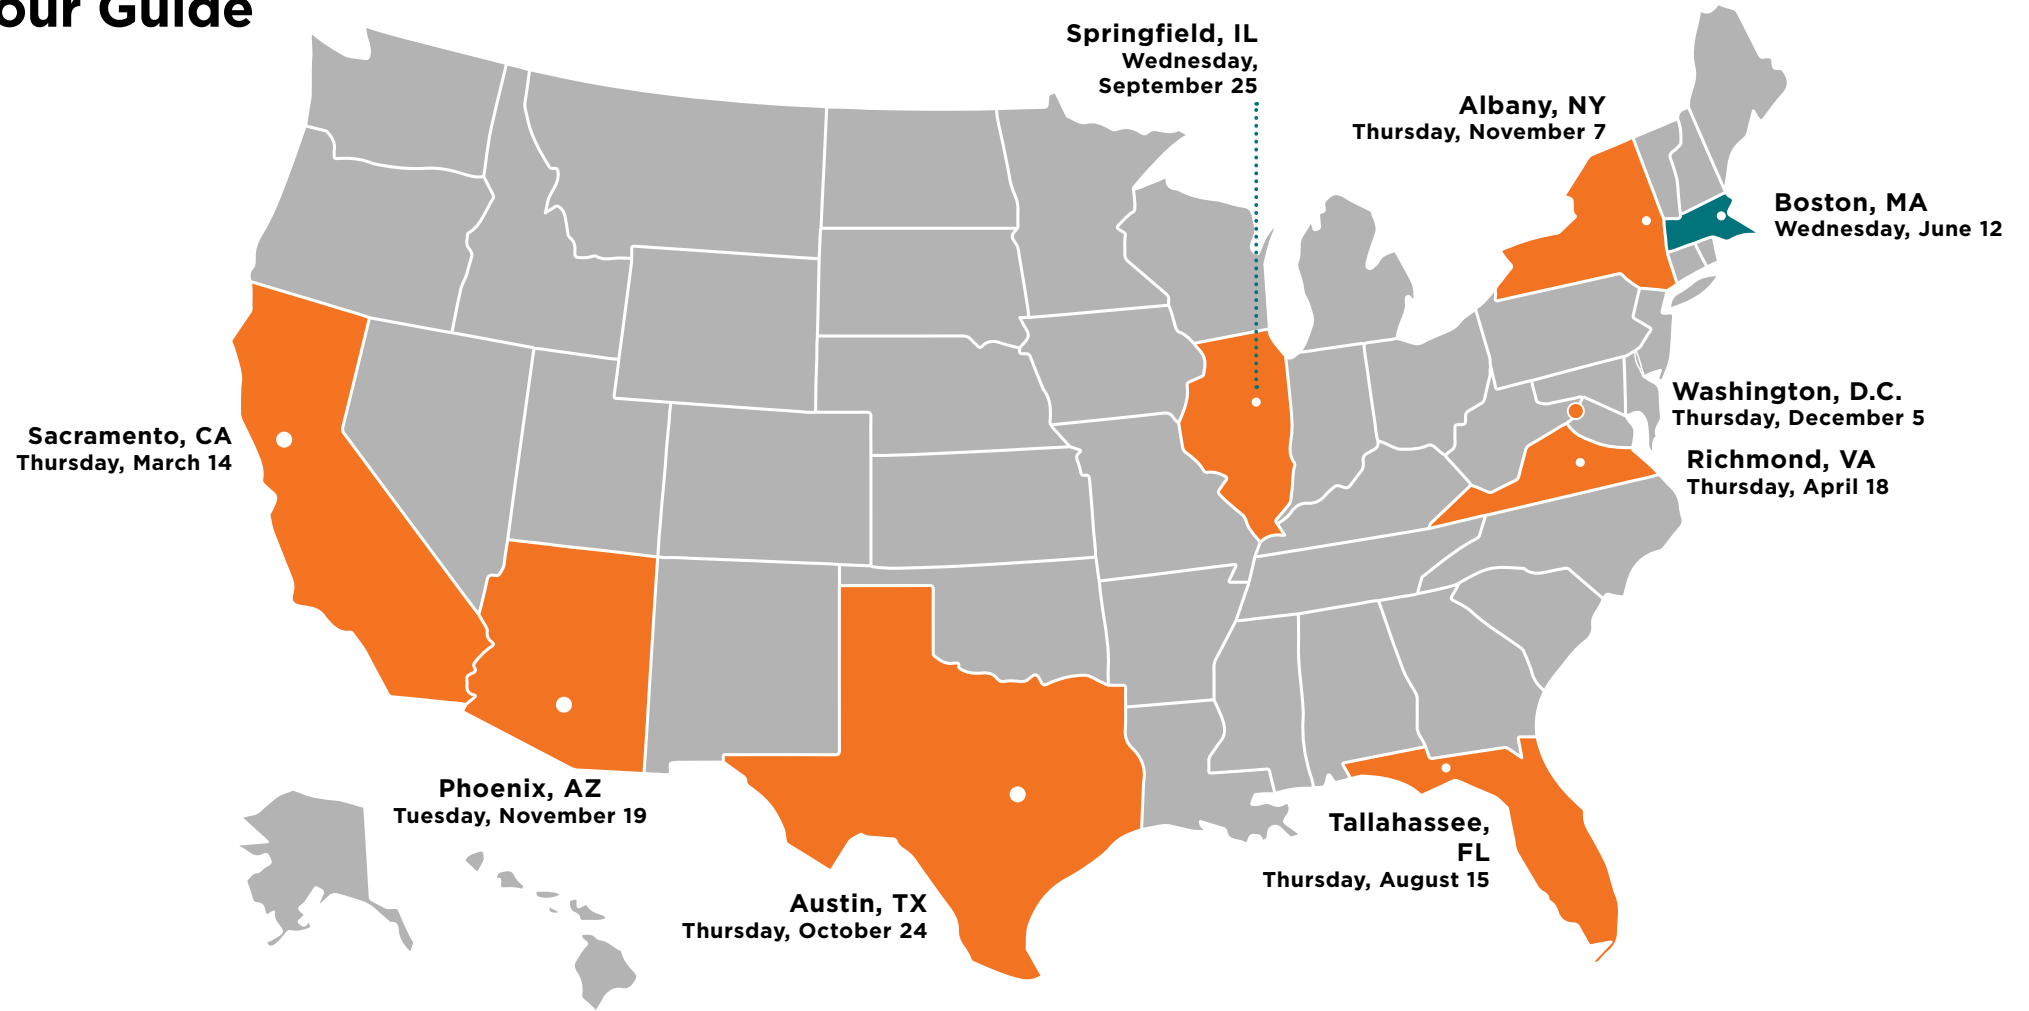 our Guide
Springfield, IL
Wednesday,
September 25
Albany, NY
Thursday, November 7
Boston, MA
Wednesday, June 12
Washington, D.C.
Thursday, December 5
Sacramento, CA
Thursday, March 14
Richmond, VA
Thursday, April 18
Phoenix, AZ
Tuesday, November 19
Tallahassee,
FL
Thursday, August 15
Austin, TX
Thursday, October 24